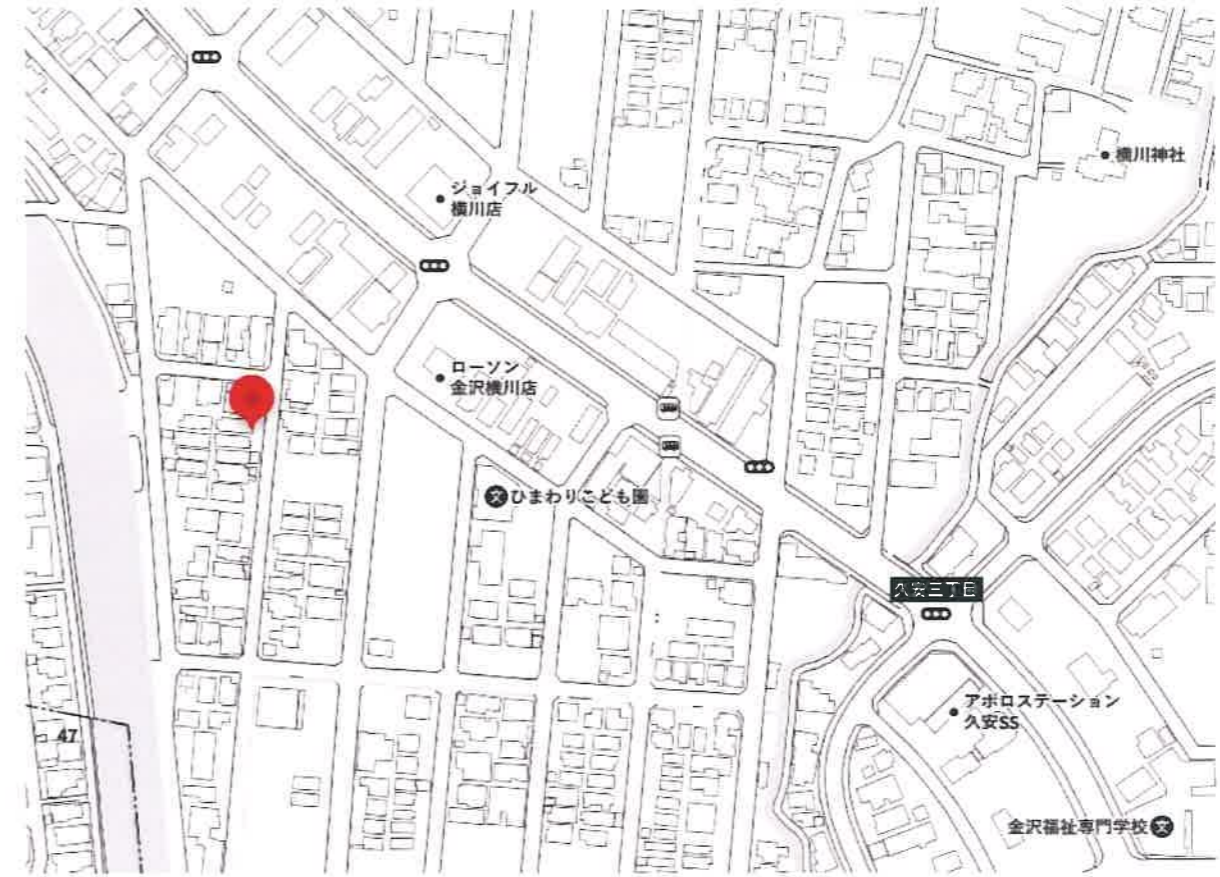 横川神社
ジョイフル
横川店
ローソン
金沢横川店
文
ひまわりこども園
久安三丁目
アポロステーション
久安SS
47
金沢福祉専門学校
文